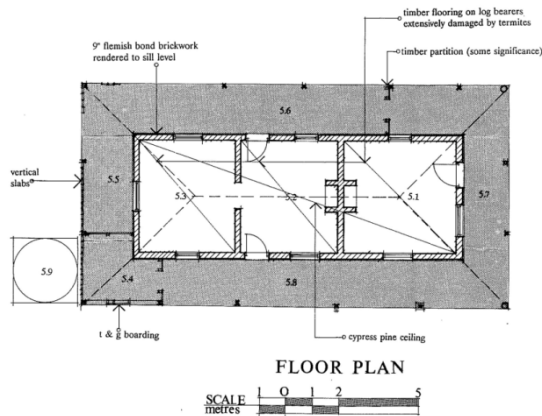 timber flooring on log bearers
extensively damaged by termites
9" flemish bond brickwork
rendered to sill level
timber partition (some significance)
5.6
vertical
slabs
5.5
5.3
5.2
5.1
5.7
5.9
5.4
5.8
t & g boarding
cypress pine ceiling
FLOOR PLAN
SCALE
metres
1 0 1 2 5